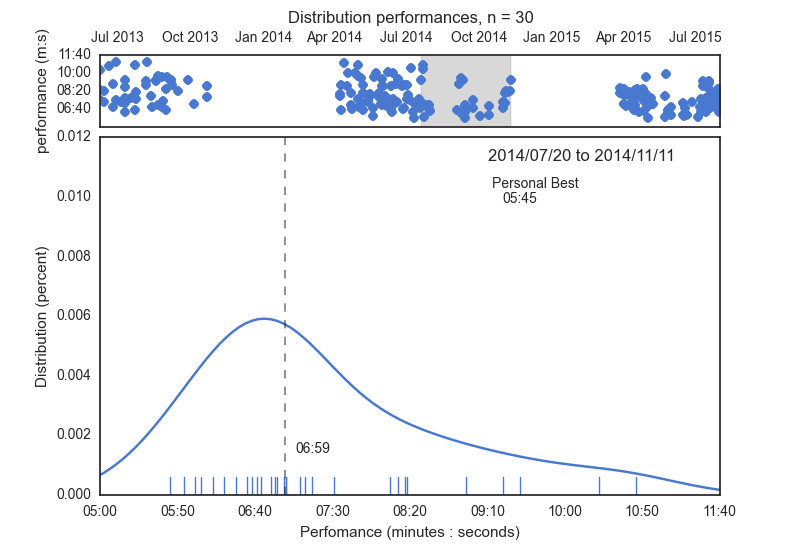 Distribution performances, n = 30
Jul 2013 Oct 2013 Jan 2014 Apr 2014 Jul 2014 Oct 2014 Jan 2015 Apr 2015 Jul 2015
performance (m:s)
11:40
10:00
08:20
06:40
Distribution (percent)
0.012
0.010
0.008
0.006
0.004
0.002
0.000
2014/07/20 to 2014/11/11
Personal Best
05:45
06:59
05:00 05:50 06:40 07:30 08:20 09:10 10:00 10:50 11:40
Perfomance (minutes : seconds)